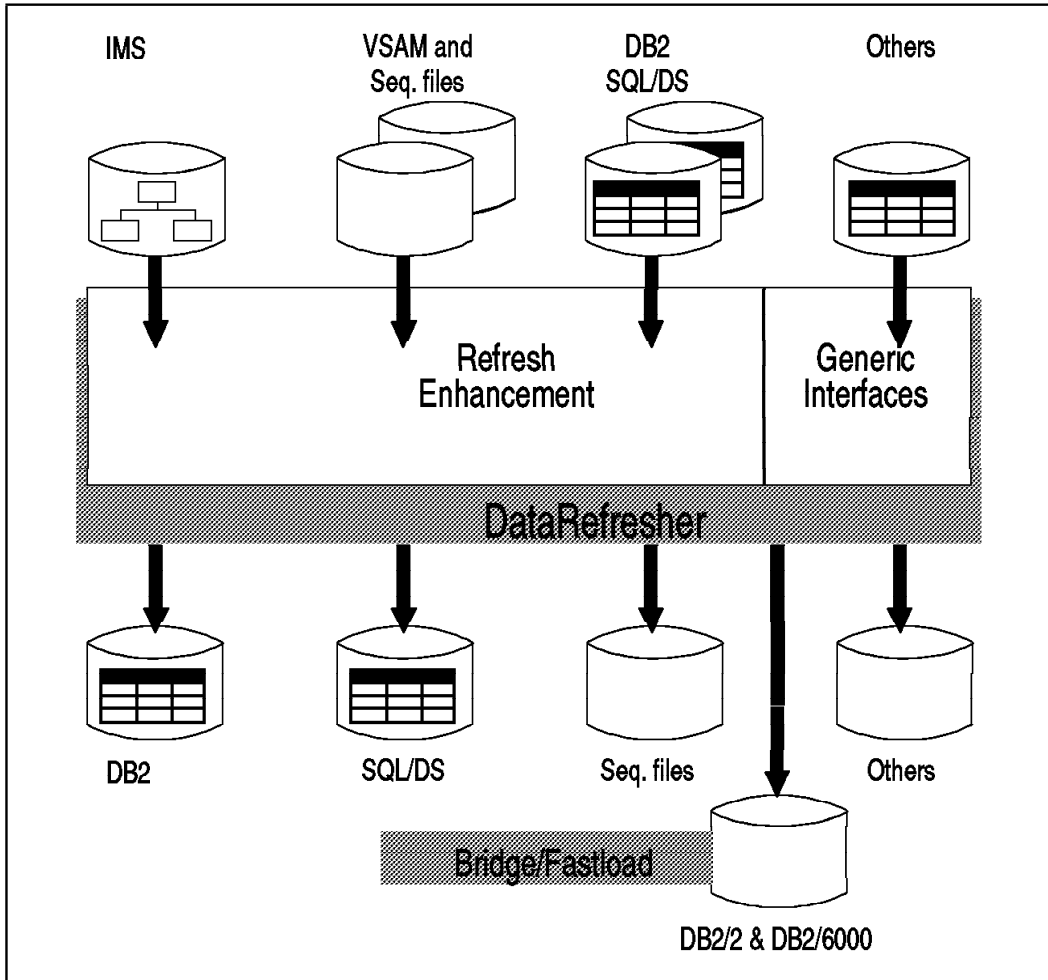 IMS
VSAM and
Seq. files
DB2
SQL/DS
Others
Refresh
Enhancement
Generic
Interfaces
DataRefresher
DB2
SQL/DS
Seq. files
Others
Bridge/Fastload
DB2/2 & DB2/6000